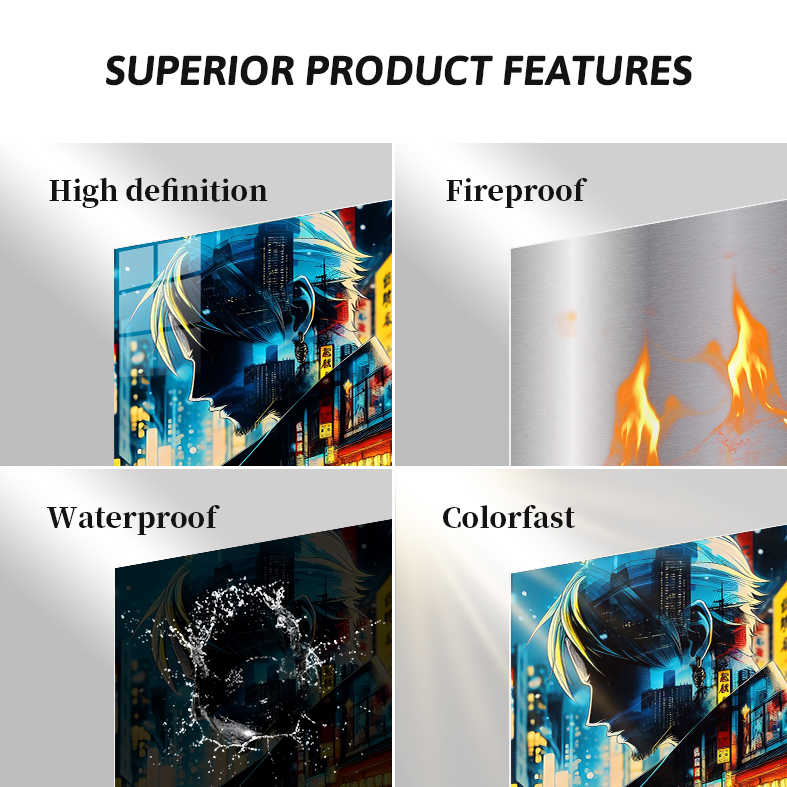 SUPERIOR PRODUCT FEATURES
High definition
Fireproof
Waterproof
Colorfast